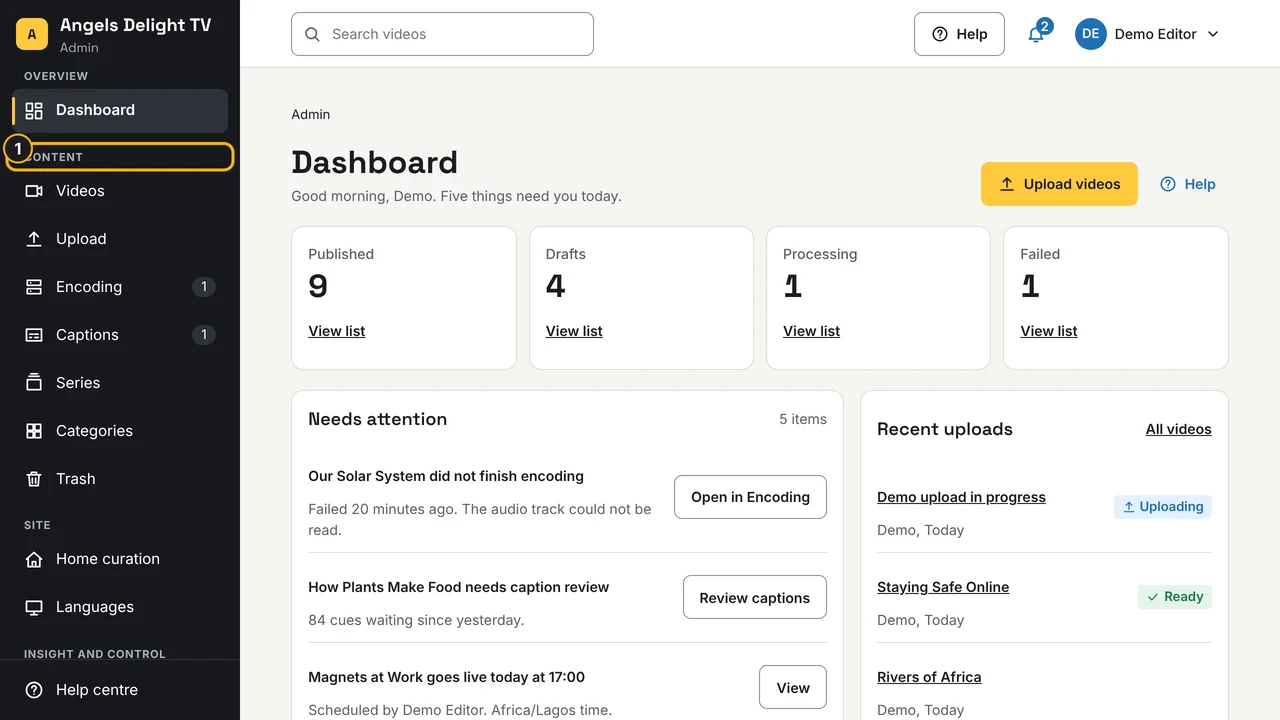 A
Angels Delight TV
Admin
OVERVIEW
Dashboard
1
ONTENT
Videos
Upload
Encoding 1
Captions 1
Series
Categories
Trash
SITE
Home curation
Languages
INSIGHT AND CONTROL
Help centre
Search videos
Help
2
DE Demo Editor
Admin
Dashboard
Good morning, Demo. Five things need you today.
Upload videos
Help
Published
9
View list
Drafts
4
View list
Processing
1
View list
Failed
1
View list
Needs attention
5 items
Our Solar System did not finish encoding
Failed 20 minutes ago. The audio track could not be
read.
Open in Encoding
How Plants Make Food needs caption review
84 cues waiting since yesterday.
Review captions
Magnets at Work goes live today at 17:00
Scheduled by Demo Editor. Africa/Lagos time.
View
Recent uploads
All videos
Demo upload in progress
Demo, Today
Uploading
Staying Safe Online
Demo, Today
Ready
Rivers of Africa
Demo, Today